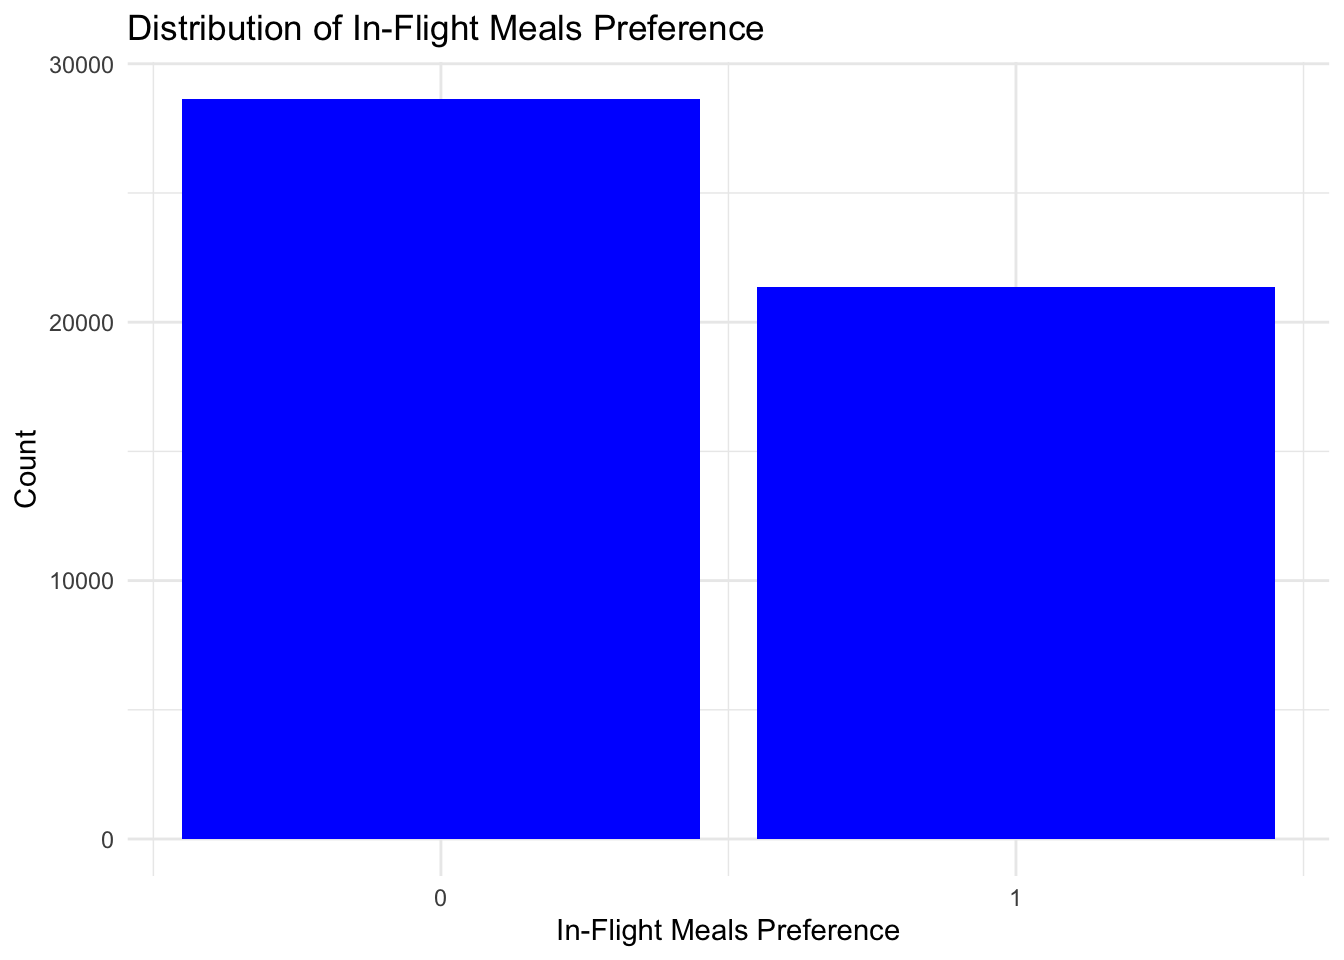 Distribution of In-Flight Meals Preference
30000
20000
10000
0
Count
0
1
In-Flight Meals Preference